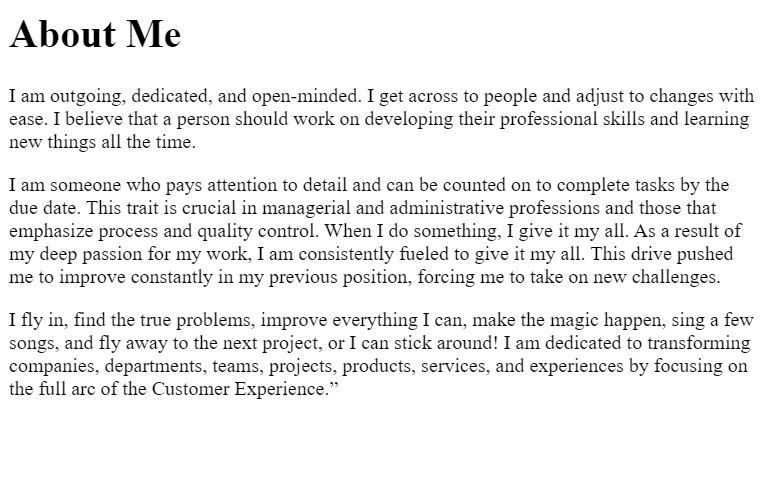 About Me
I am outgoing, dedicated, and open-minded. I get across to people and adjust to changes with
ease. I believe that a person should work on developing their professional skills and learning
new things all the time.
I am someone who pays attention to detail and can be counted on to complete tasks by the
due date. This trait is crucial in managerial and administrative professions and those that
emphasize process and quality control. When I do something, I give it my all. As a result of
my deep passion for my work, I am consistently fueled to give it my all. This drive pushed
me to improve constantly in my previous position, forcing me to take on new challenges.
I fly in, find the true problems, improve everything I can, make the magic happen, sing a few
songs, and fly away to the next project, or I can stick around! I am dedicated to transforming
companies, departments, teams, projects, products, services, and experiences by focusing on
the full arc of the Customer Experience.”